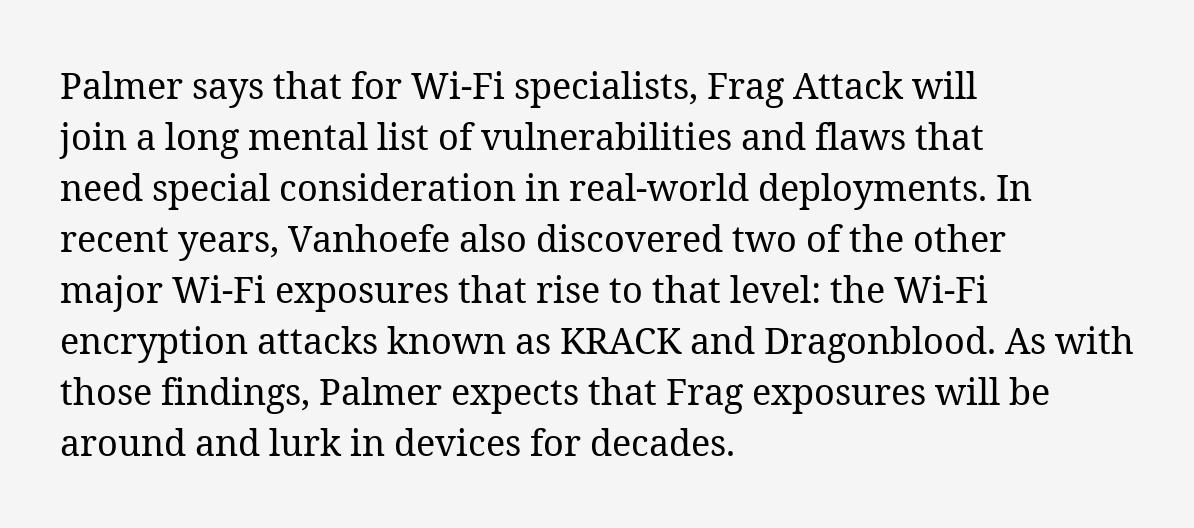 Palmer says that for Wi-Fi specialists, Frag Attack will
join a long mental list of vulnerabilities and flaws that
need special consideration in real-world deployments. In
recent years, Vanhoefe also discovered two of the other
major Wi-Fi exposures that rise to that level: the Wi-Fi
encryption attacks known as KRACK and Dragonblood. As with
those findings, Palmer expects that Frag exposures will be
around and lurk in devices for decades.